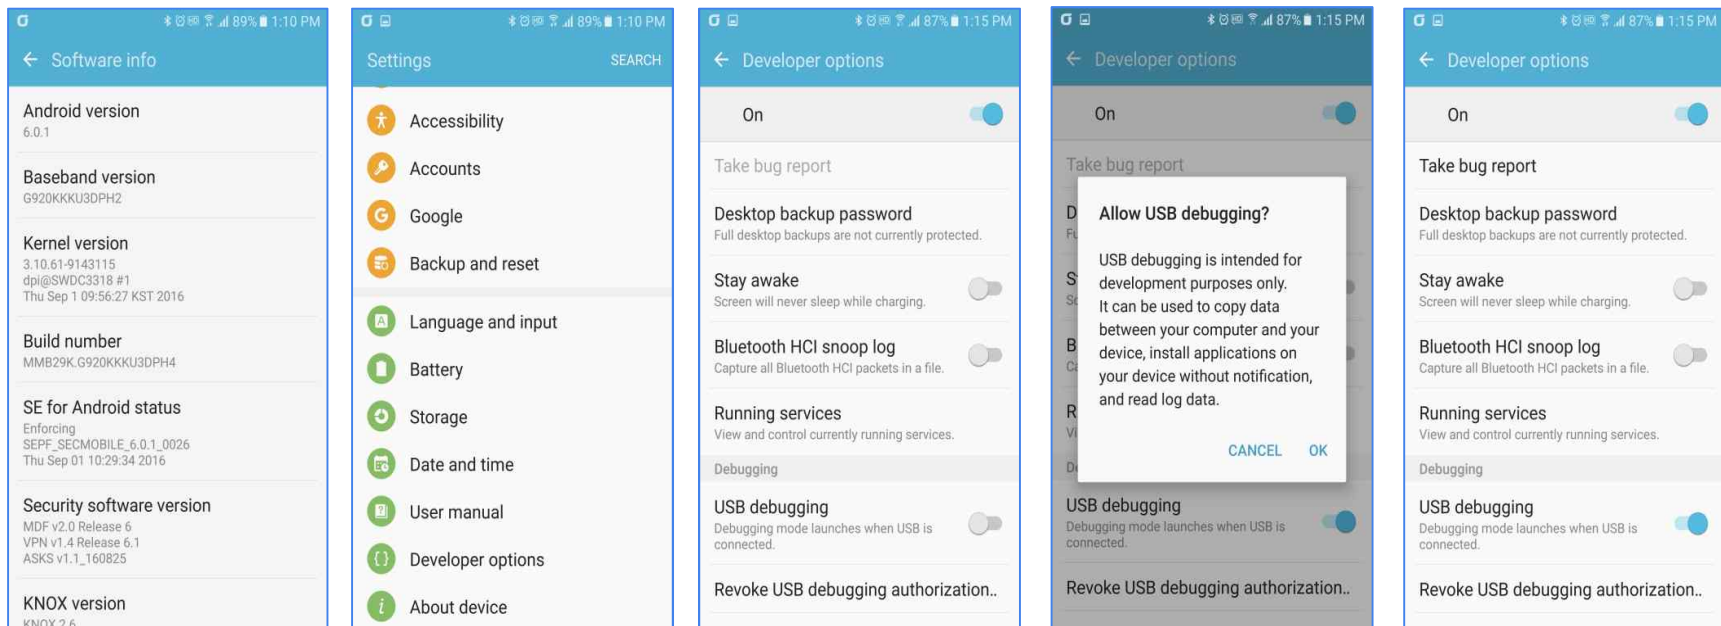 89% 1:10 PM
Software info
Android version
6.0.1
Baseband version
G920KKKU3DPH2
Kernel version
3.10.61-9143115
dpi@SWDC3318 #1
Thu Sep 1 09:56:27 KST 2016
Build number
MMB29K.G920KKKU3DPH4
SE for Android status
Enforcing
SEPF_SECMOBILE_6.0.1_0026
Thu Sep 01 10:29:34 2016
Security software version
MDF v2.0 Release 6
VPN v1.4 Release 6.1
ASKS v1.1_160825
KNOX version
KNOX 2.6
89% 1:10 PM
Settings SEARCH
Accessibility
Accounts
Google
Backup and reset
Language and input
Battery
Storage
Date and time
User manual
Developer options
About device
87% 1:15 PM
Developer options
On
Take bug report
Desktop backup password
Full desktop backups are not currently protected.
Stay awake
Screen will never sleep while charging.
Bluetooth HCI snoop log
Capture all Bluetooth HCI packets in a file.
Running services
View and control currently running services.
Debugging
USB debugging
Debugging mode launches when USB is
connected.
Revoke USB debugging authorization..
87% 1:15 PM
Developer options
On
Take bug report
Allow USB debugging?
USB debugging is intended for
development purposes only.
It can be used to copy data
between your computer and your
device, install applications on
your device without notification,
and read log data.
CANCEL OK
USB debugging
Debugging mode launches when USB is
connected.
Revoke USB debugging authorization..
87% 1:15 PM
Developer options
On
Take bug report
Desktop backup password
Full desktop backups are not currently protected.
Stay awake
Screen will never sleep while charging.
Bluetooth HCI snoop log
Capture all Bluetooth HCI packets in a file.
Running services
View and control currently running services.
Debugging
USB debugging
Debugging mode launches when USB is
connected.
Revoke USB debugging authorization..